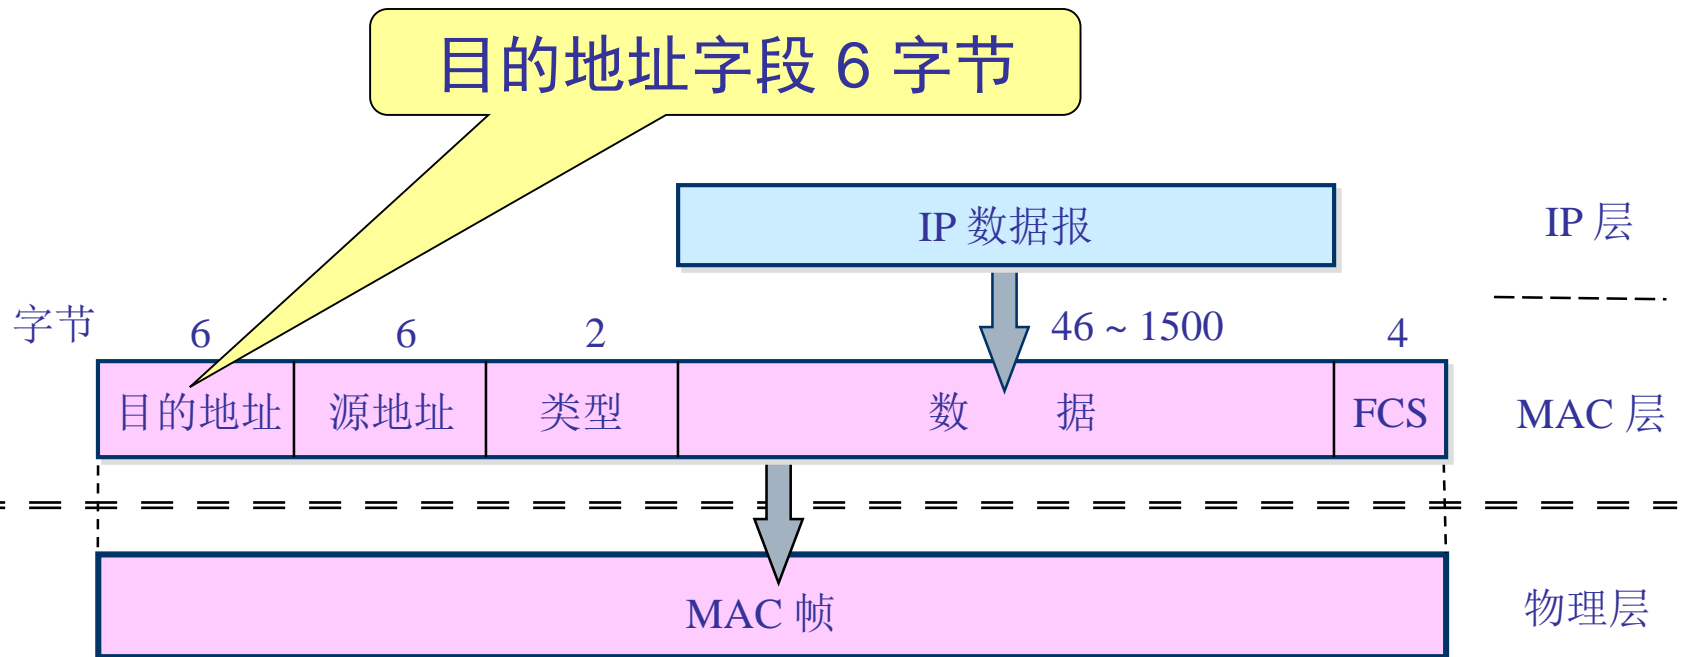 目的地址字段 6 字节
IP 数据报
IP 层
字节
6
6
2
46 ~ 1500
4
目的地址
源地址
类型
数 据
FCS
MAC 层
MAC 帧
物理层